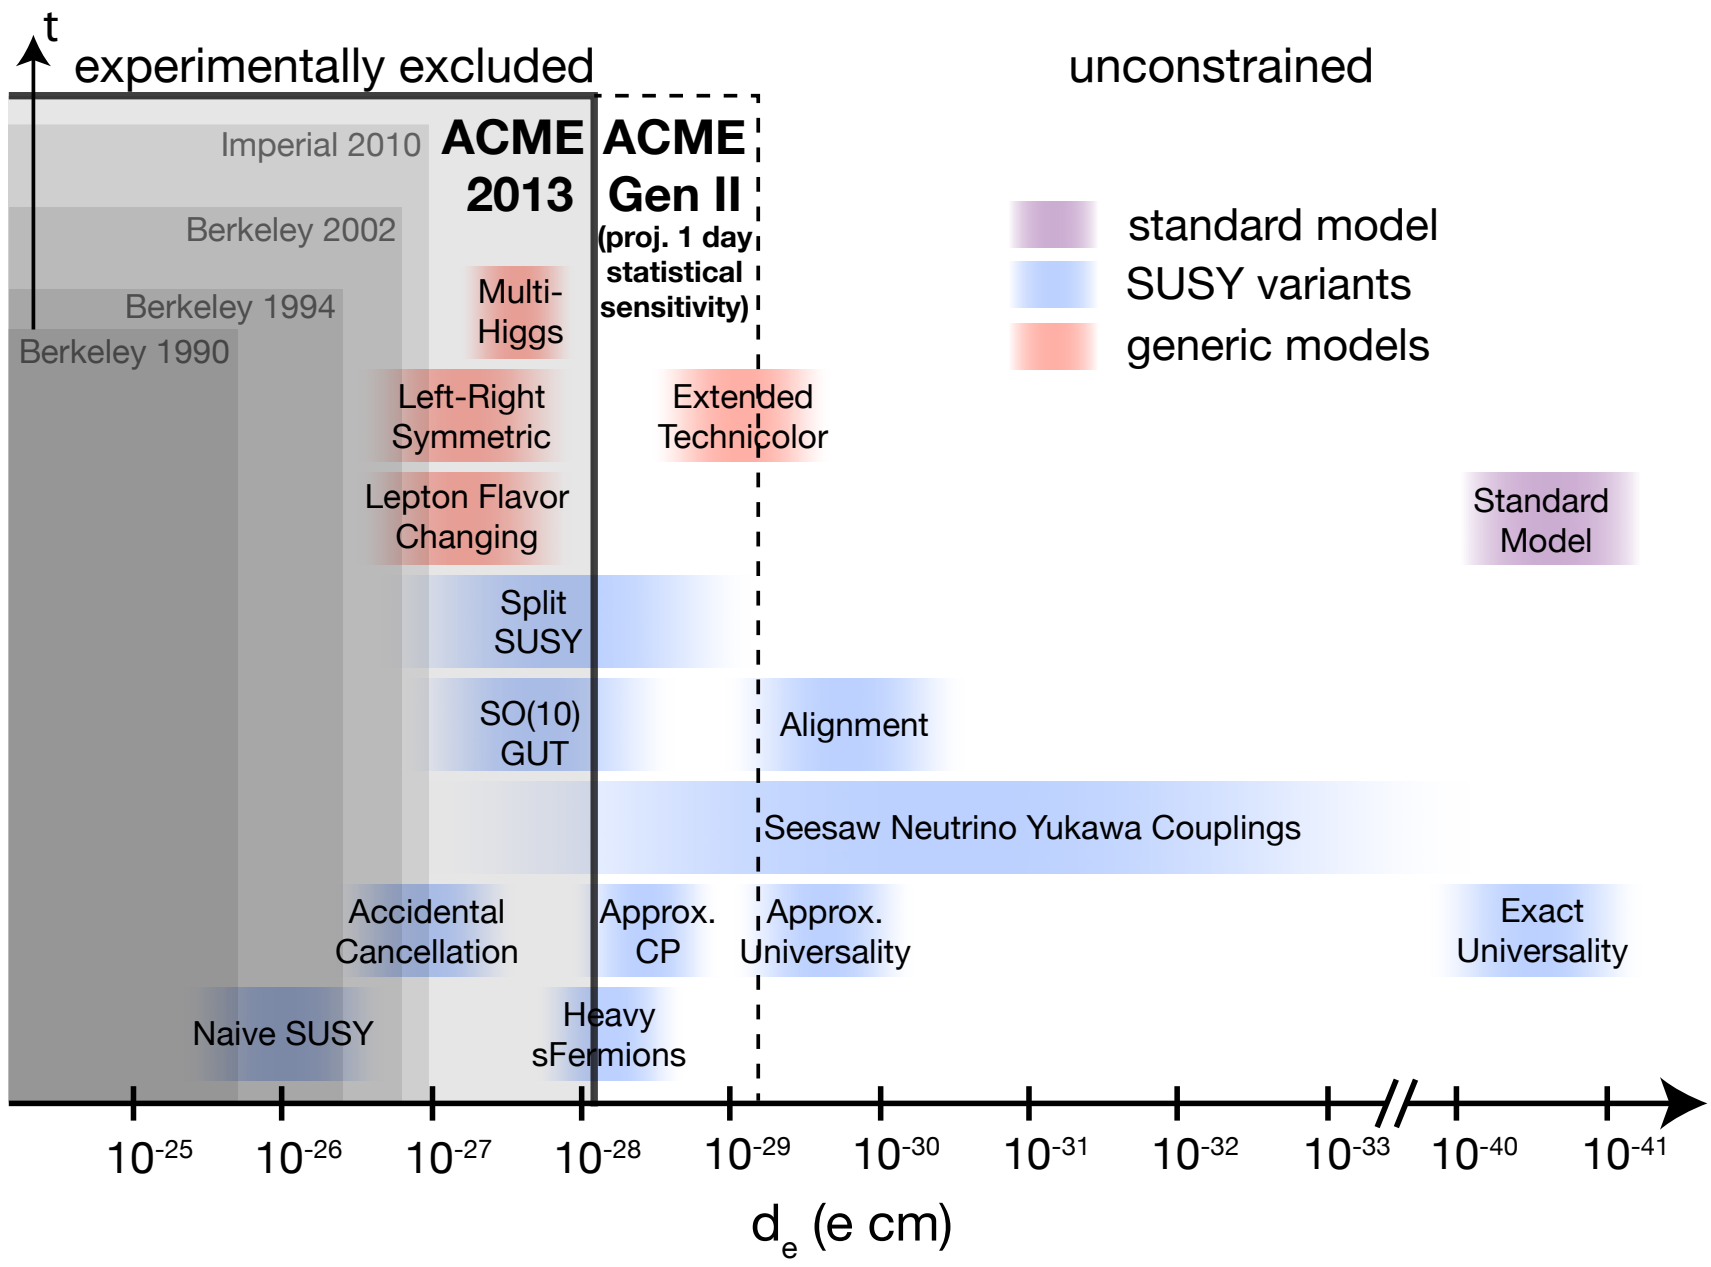 t
experimentally excluded
unconstrained
Imperial 2010
ACME
2013
ACME
Gen II
(proj. 1 day
statistical
sensitivity)
Berkeley 2002
Berkeley 1994
Berkeley 1990
standard model
SUSY variants
generic models
Multi-
Higgs
Left-Right
Symmetric
Extended
Technicolor
Lepton Flavor
Changing
Standard
Model
Split
SUSY
SO(10)
GUT
Alignment
Seesaw Neutrino Yukawa Couplings
Accidental
Cancellation
Approx.
CP
Approx.
Universality
Exact
Universality
Naive SUSY
Heavy
sFermions
10⁻²⁵ 10⁻²⁶ 10⁻²⁷ 10⁻²⁸ 10⁻²⁹ 10⁻³⁰ 10⁻³¹ 10⁻³² 10⁻³³ 10⁻⁴⁰ 10⁻⁴¹
dₑ (e cm)